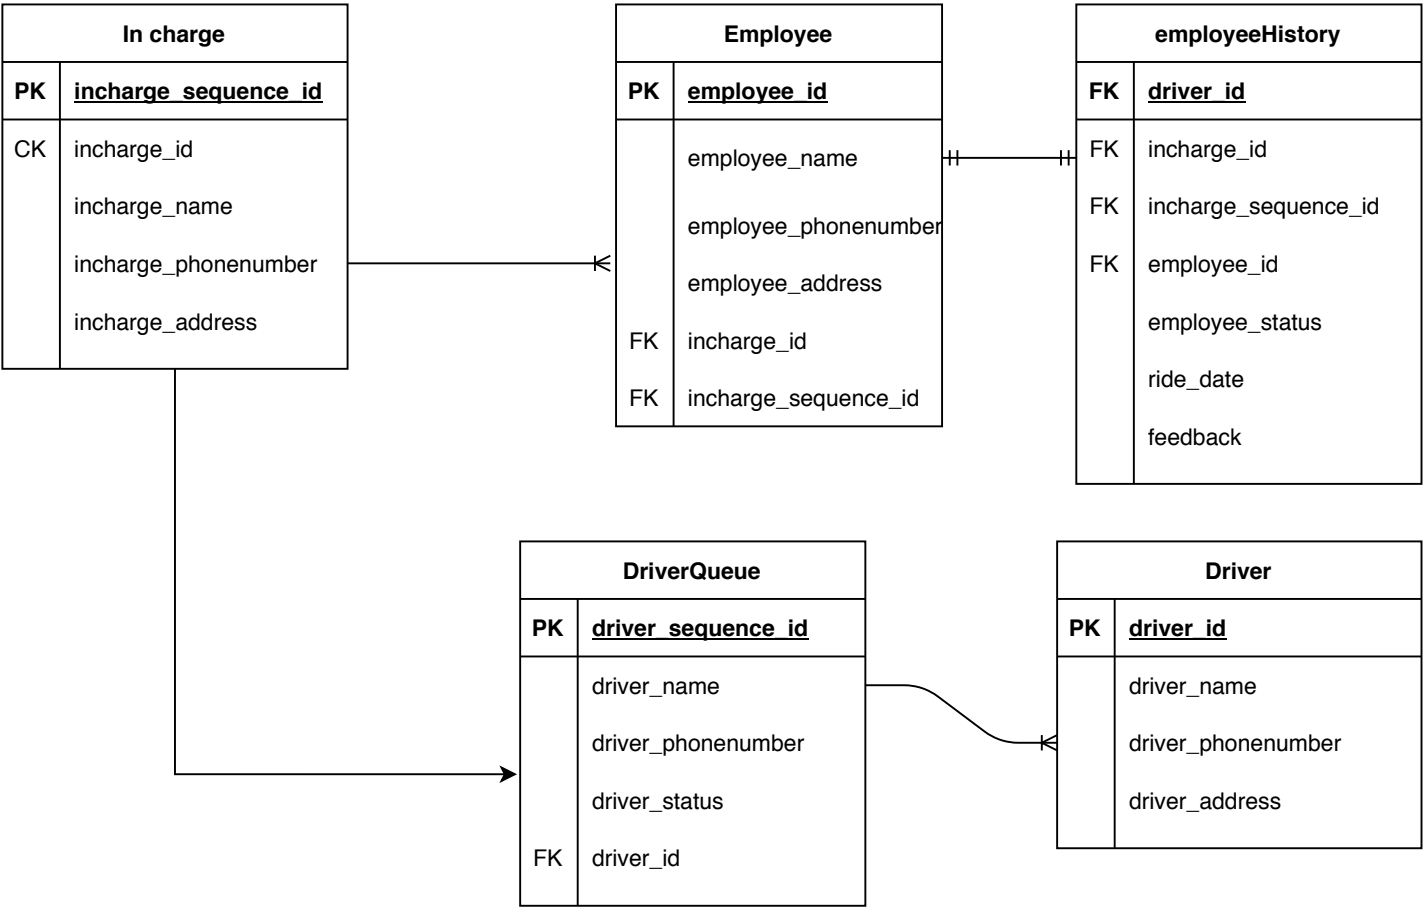 In charge
PK incharge_sequence_id
CK incharge_id
incharge_name
incharge_phonenumber
incharge_address
Employee
PK employee_id
employee_name
employee_phonenumber
employee_address
FK incharge_id
FK incharge_sequence_id
employeeHistory
FK driver_id
FK incharge_id
FK incharge_sequence_id
FK employee_id
employee_status
ride_date
feedback
DriverQueue
PK driver_sequence_id
driver_name
driver_phonenumber
driver_status
FK driver_id
Driver
PK driver_id
driver_name
driver_phonenumber
driver_address